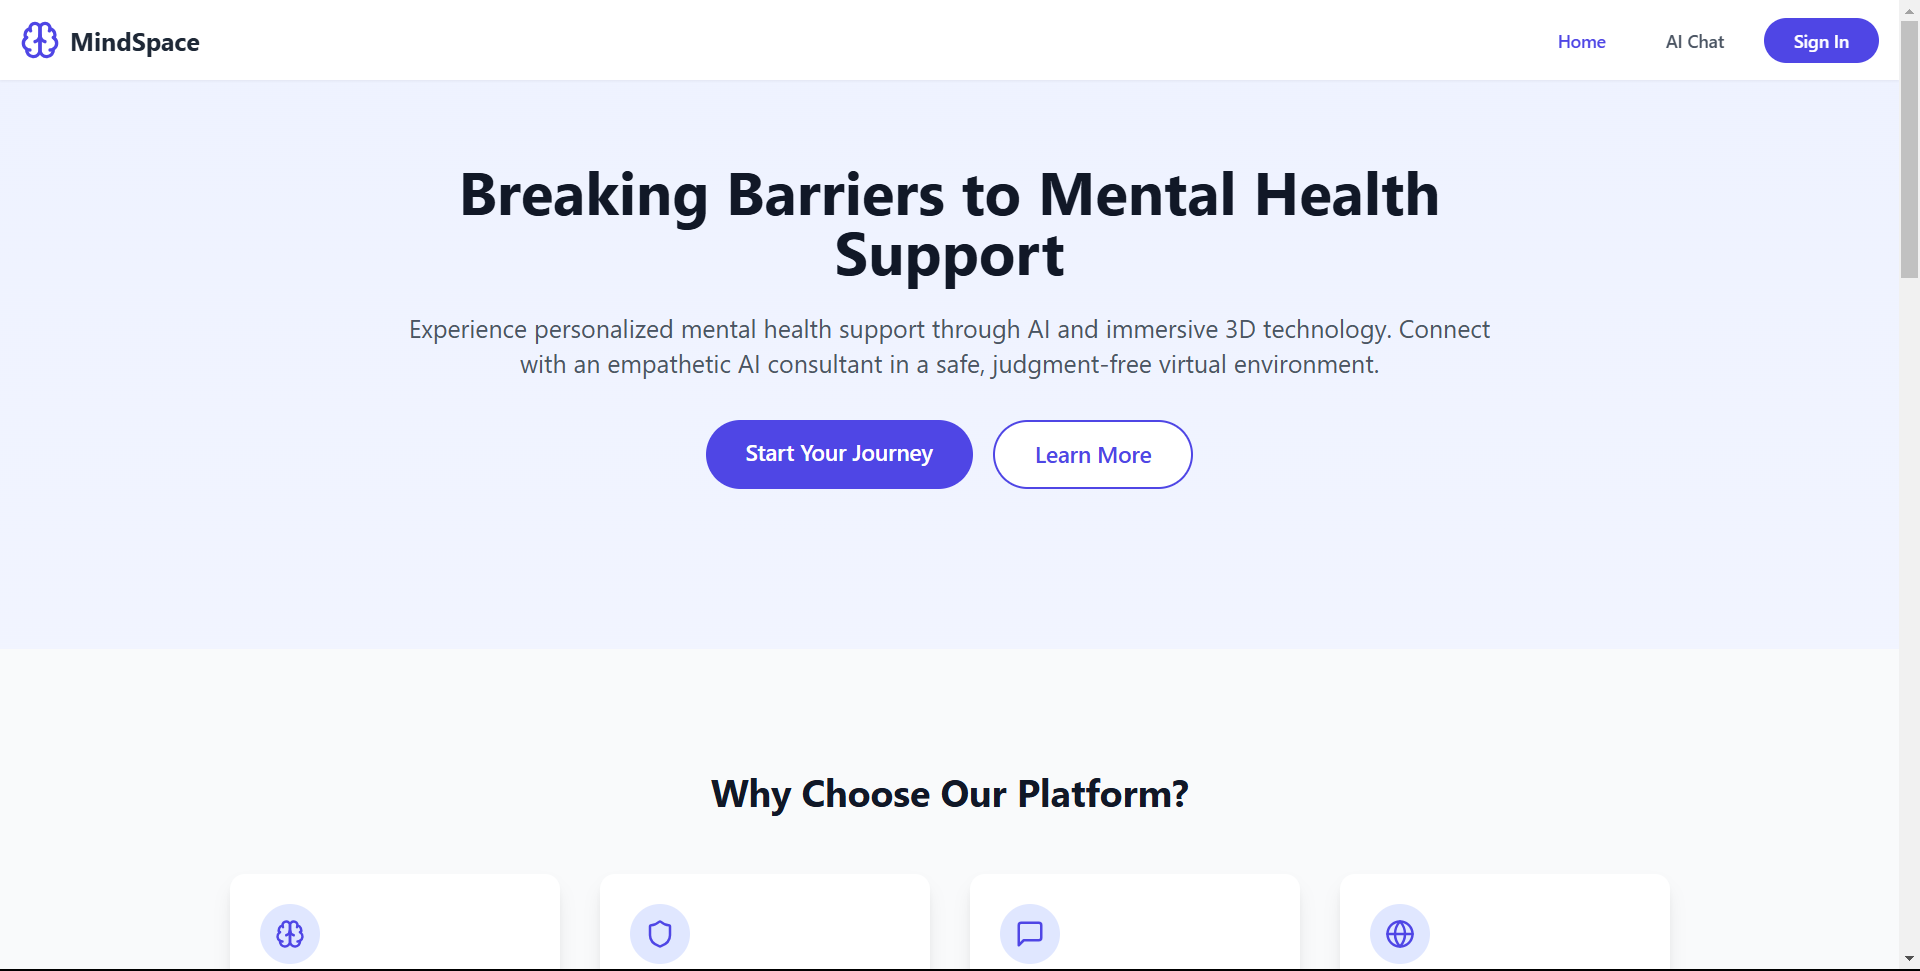 MindSpace
Home
AI Chat
Sign In
Breaking Barriers to Mental Health
Support
Experience personalized mental health support through AI and immersive 3D technology. Connect
with an empathetic AI consultant in a safe, judgment-free virtual environment.
Start Your Journey
Learn More
Why Choose Our Platform?